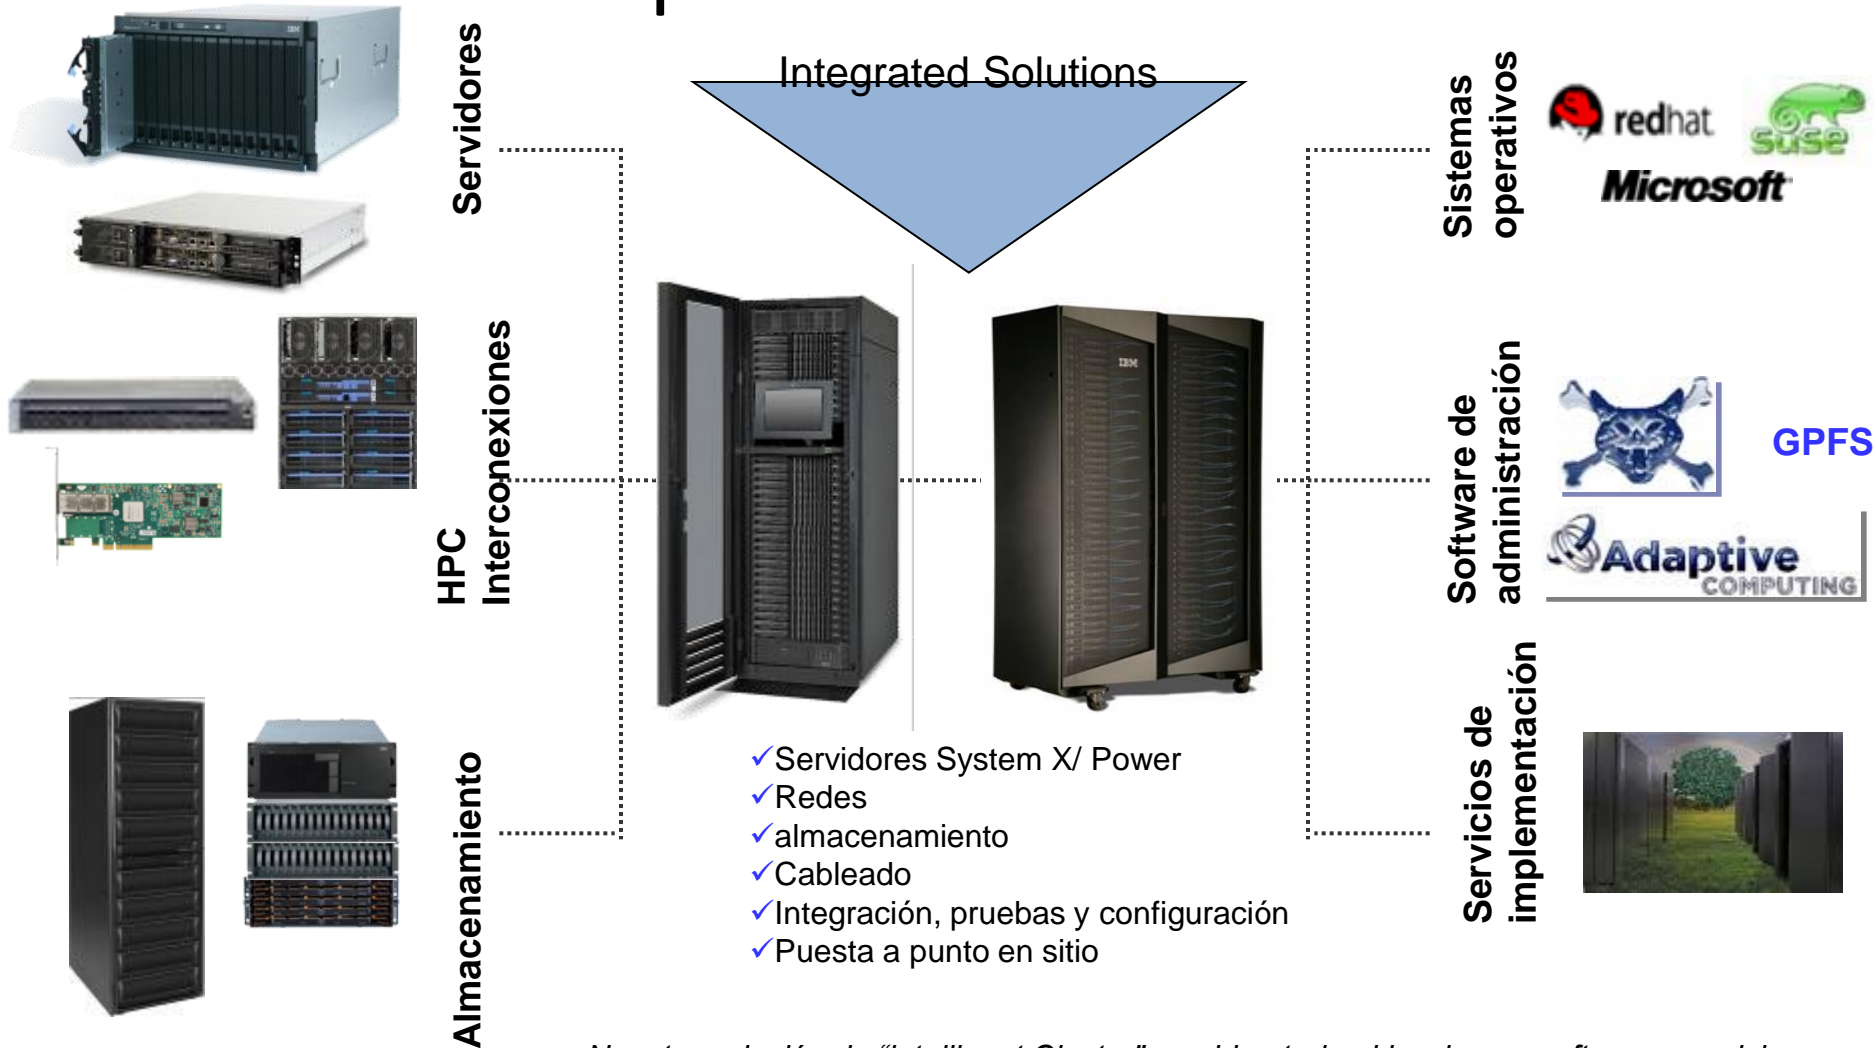 Integrated Solutions
Servidores
HPC
Interconexiones
Almacenamiento
IBM
IBM
✓Servidores System X/ Power
✓Redes
✓almacenamiento
✓Cableado
✓Integración, pruebas y configuración
✓Puesta a punto en sitio
Sistemas
operativos
redhat
suse
Microsoft
Software de
administración
GPFS
Adaptive
COMPUTING
Servicios de
implementación